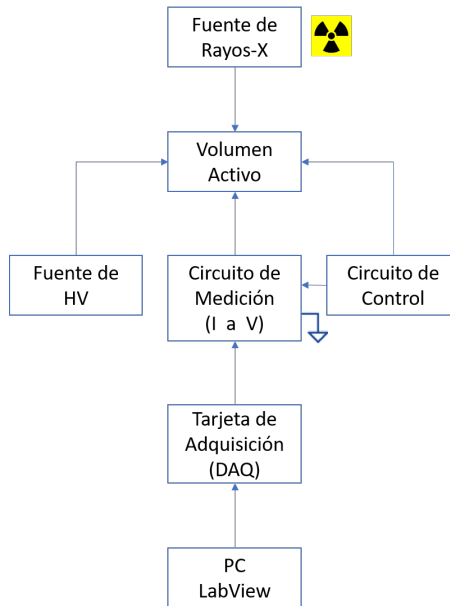 Fuente de
Rayos-X
Volumen
Activo
Fuente de
HV
Circuito de
Medición
(I a V)
Circuito de
Control
Tarjeta de
Adquisición
(DAQ)
PC
LabView